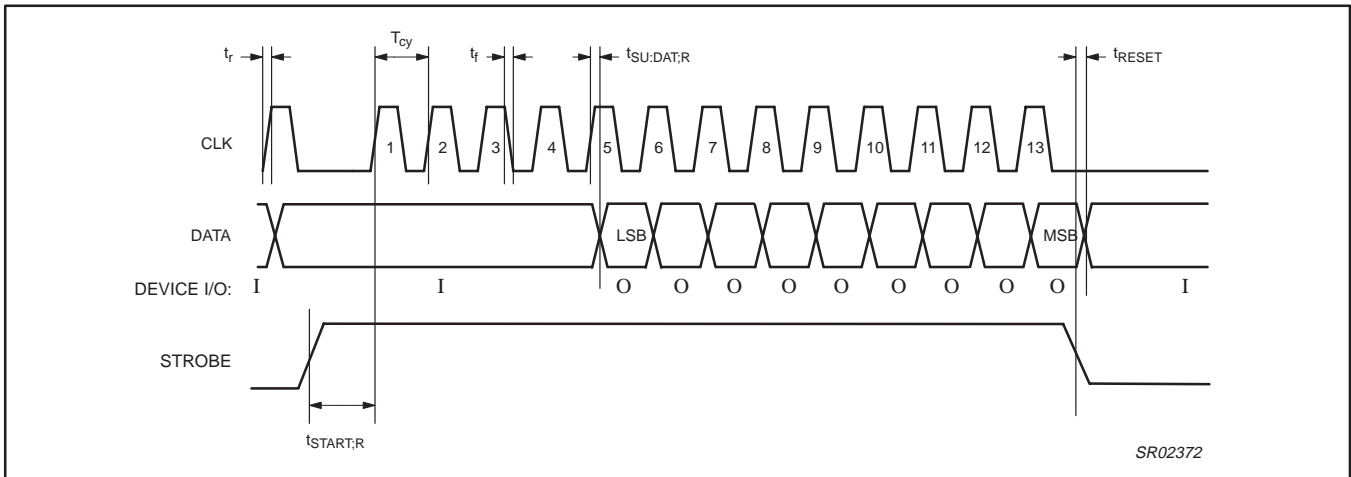 tr Tcy tf tSU:DAT;R tRESET
CLK 1 2 3 4 5 6 7 8 9 10 11 12 13
DATA LSB MSB
DEVICE I/O: I I O O O O O O O O O I
STROBE
tSTART;R
SR02372